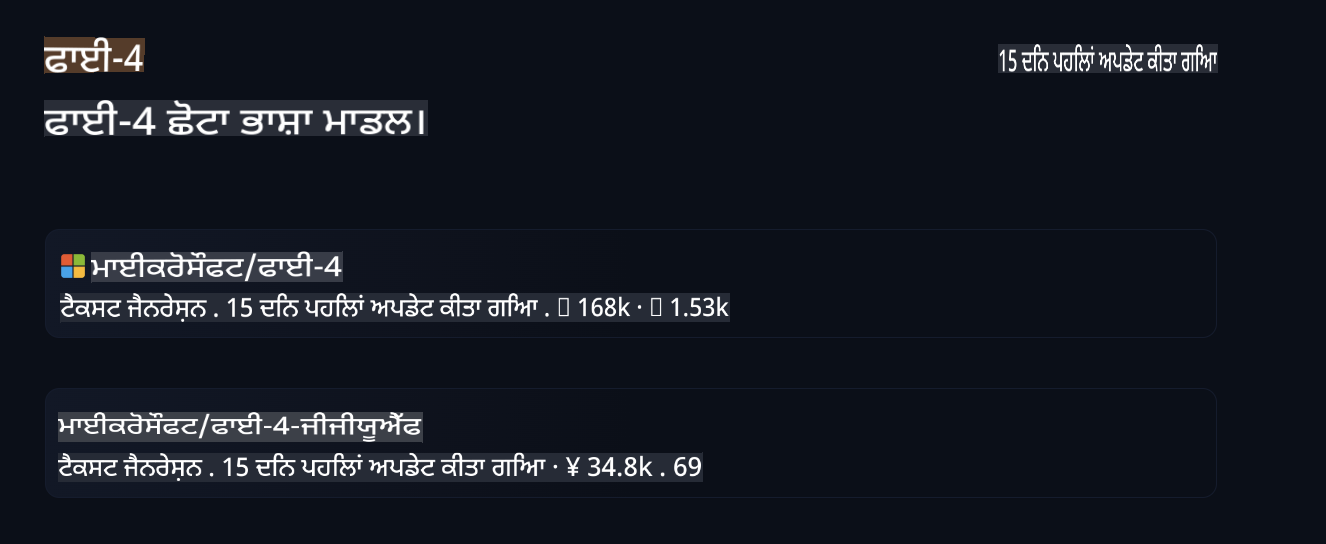 ਫਾਈ-4
15 ਦਿਨ ਪਹਿਲਾਂ ਅਪਡੇਟ ਕੀਤਾ ਗਿਆ
ਫਾਈ-4 ਛੋਟਾ ਭਾਸ਼ਾ ਮਾਡਲ।
ਮਾਈਕਰੋਸੌਫਟ/ਫਾਈ-4
ਟੈਕਸਟ ਜੈਨਰੇਸ਼ਨ . 15 ਦਿਨ ਪਹਿਲਾਂ ਅਪਡੇਟ ਕੀਤਾ ਗਿਆ . 168k · 1.53k
ਮਾਈਕਰੋਸੌਫਟ/ਫਾਈ-4-ਜੀਜੀਯੂਐੱਫ
ਟੈਕਸਟ ਜੈਨਰੇਸ਼ਨ . 15 ਦਿਨ ਪਹਿਲਾਂ ਅਪਡੇਟ ਕੀਤਾ ਗਿਆ · ¥ 34.8k . 69